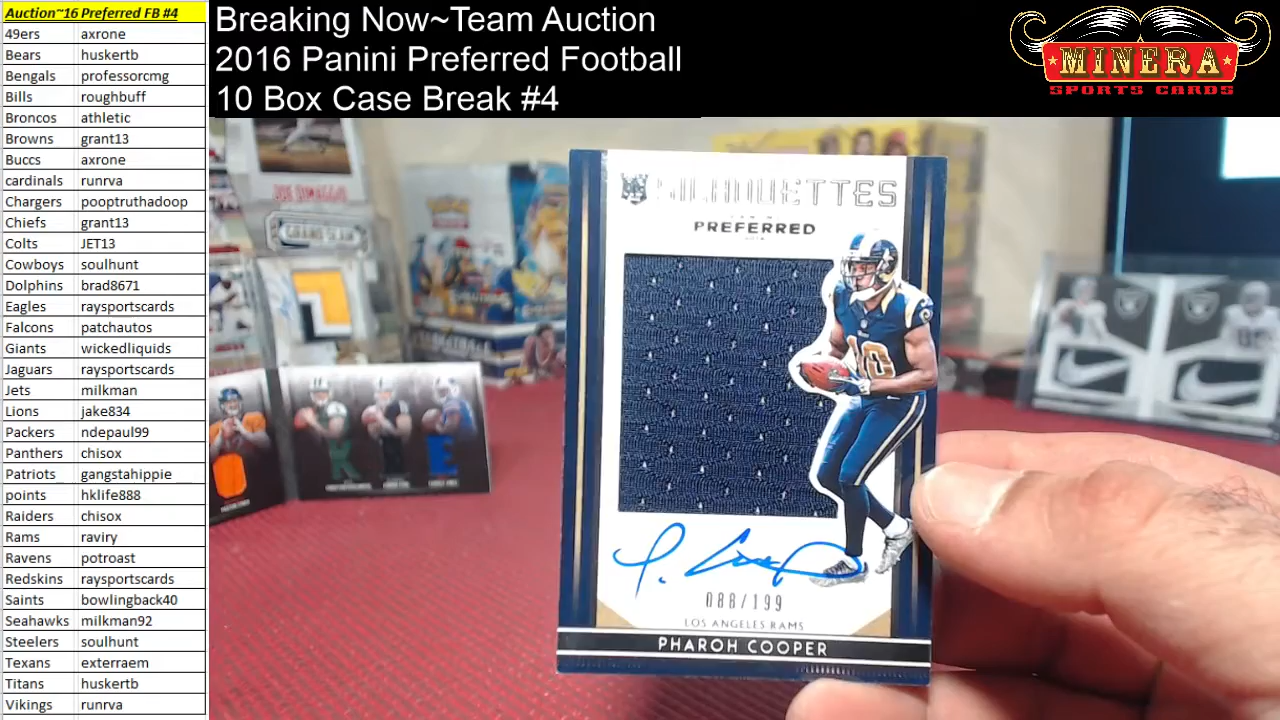 Auction~16 Preferred FB #4
49ers axrone
Bears huskertb
Bengals professorcmg
Bills roughbuff
Broncos athletic
Browns grant13
Buccs axrone
cardinals runrva
Chargers pooptruthadoop
Chiefs grant13
Colts JET13
Cowboys soulhunt
Dolphins brad8671
Eagles raysportscards
Falcons patchautos
Giants wickedliquids
Jaguars raysportscards
Jets milkman
Lions jake834
Packers ndepaul99
Panthers chisox
Patriots gangstahippie
points hklife888
Raiders chisox
Rams raviry
Ravens potroast
Redskins raysportscards
Saints bowlingback40
Seahawks milkman92
Steelers soulhunt
Texans exterraem
Titans huskertb
Vikings runrva
Breaking Now~Team Auction
2016 Panini Preferred Football
10 Box Case Break #4
MINERA
SPORTS CARDS
SILHOUETTES
PREFERRED
10
088/199
LOS ANGELES RAMS
PHAROH COOPER
GRAND SLAM